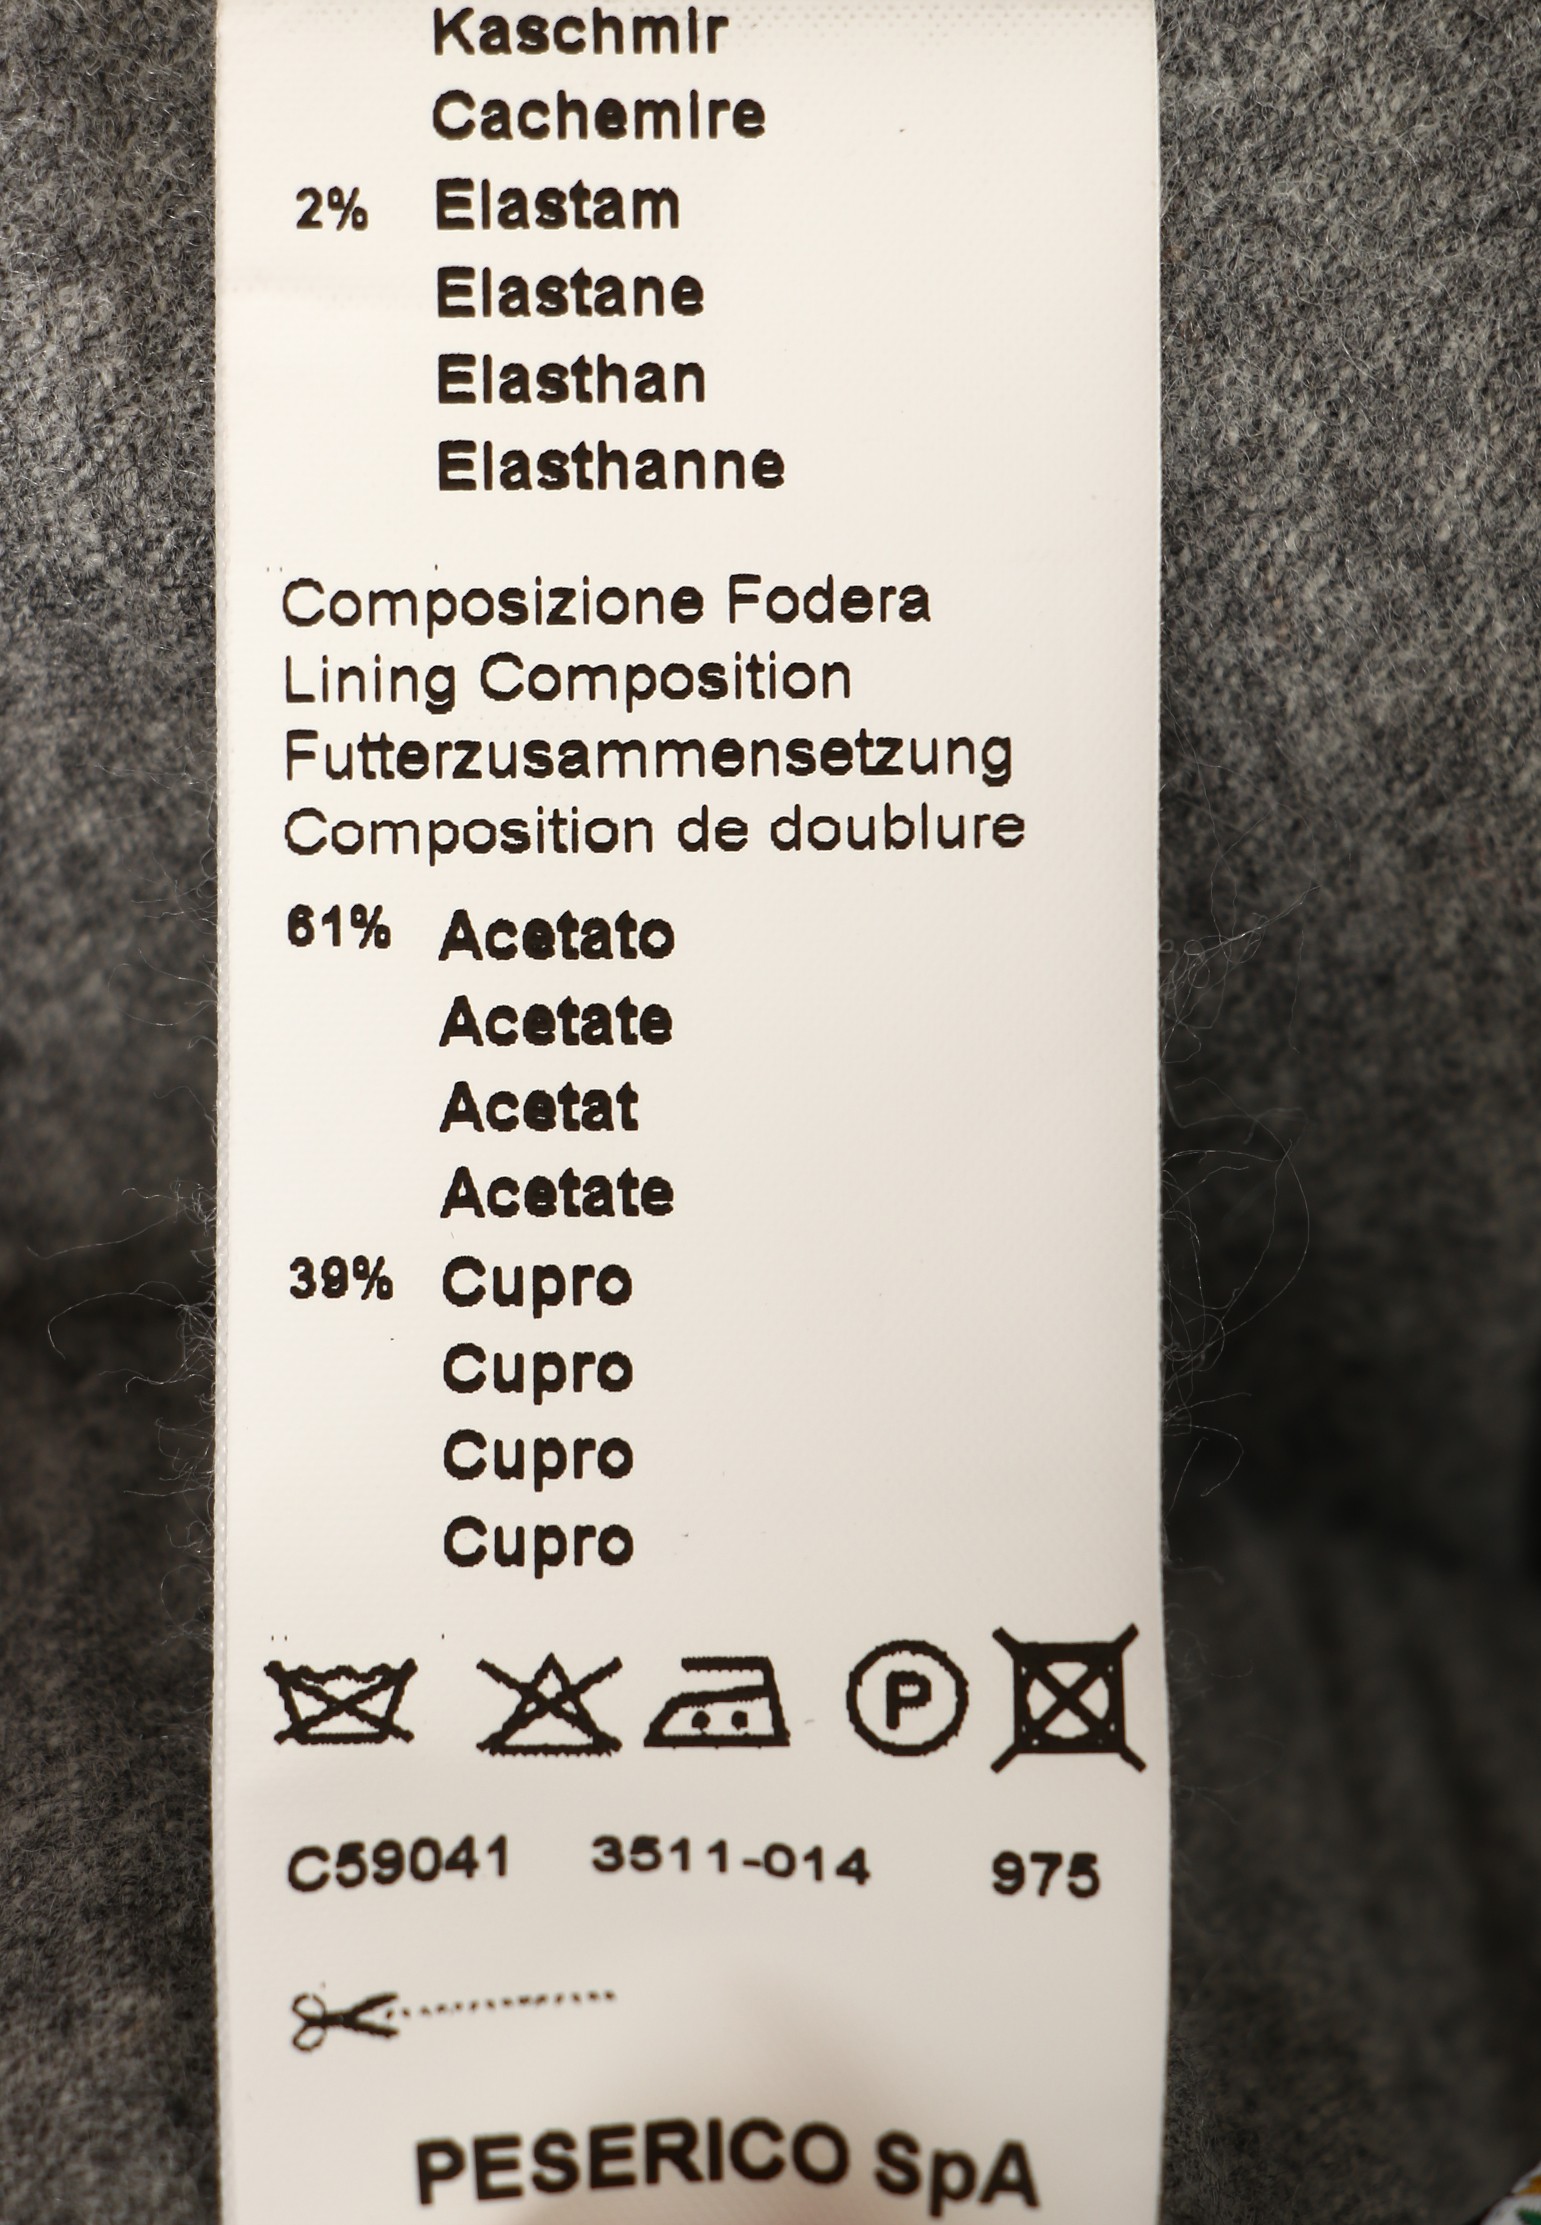 Kaschmir
Cachemire
2% Elastam
Elastane
Elasthan
Elasthanne
Composizione Fodera
Lining Composition
Futterzusammensetzung
Composition de doublure
61% Acetato
Acetate
Acetat
Acetate
39% Cupro
Cupro
Cupro
Cupro
P
C59041 3511-014 975
PESERICO SpA